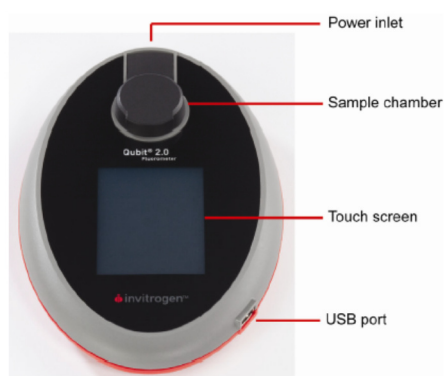 Power inlet
Sample chamber
Qubit® 2.0
Fluorometer
Touch screen
invitrogen™
USB port